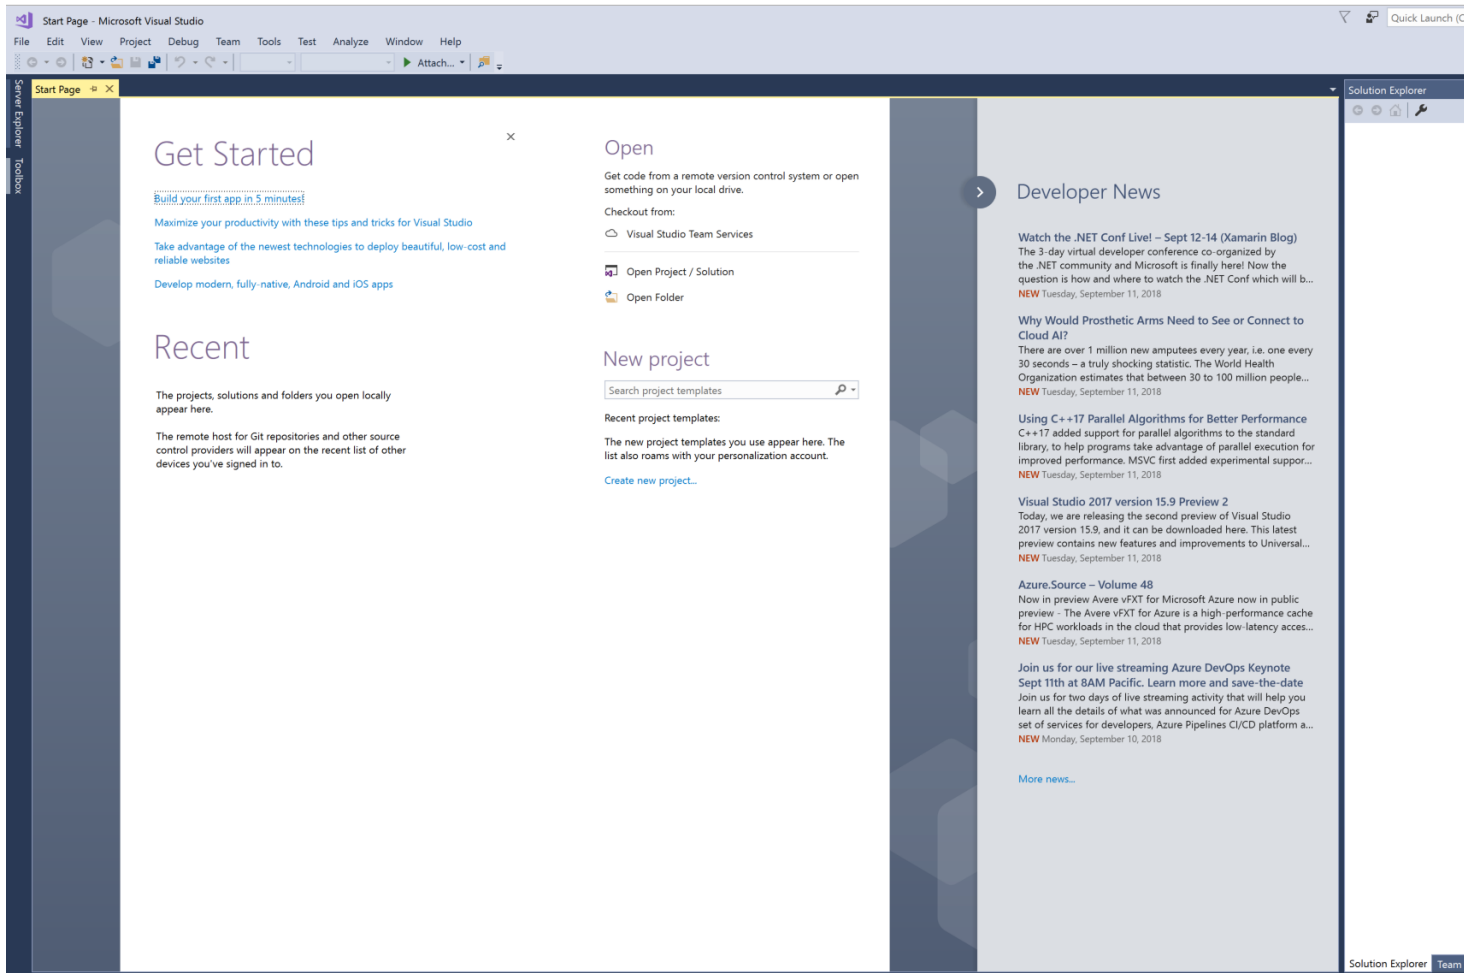 Start Page - Microsoft Visual Studio
Quick Launch (C
File Edit View Project Debug Team Tools Test Analyze Window Help
Attach...
Server Explorer
Toolbox
Start Page
Get Started
Build your first app in 5 minutes!
Maximize your productivity with these tips and tricks for Visual Studio
Take advantage of the newest technologies to deploy beautiful, low-cost and
reliable websites
Develop modern, fully-native, Android and iOS apps
Recent
The projects, solutions and folders you open locally
appear here.
The remote host for Git repositories and other source
control providers will appear on the recent list of other
devices you've signed in to.
Open
Get code from a remote version control system or open
something on your local drive.
Checkout from:
Visual Studio Team Services
Open Project / Solution
Open Folder
New project
Search project templates
Recent project templates:
The new project templates you use appear here. The
list also roams with your personalization account.
Create new project...
Developer News
Watch the .NET Conf Live! – Sept 12-14 (Xamarin Blog)
The 3-day virtual developer conference co-organized by
the .NET community and Microsoft is finally here! Now the
question is how and where to watch the .NET Conf which will b...
NEW Tuesday, September 11, 2018
Why Would Prosthetic Arms Need to See or Connect to
Cloud AI?
There are over 1 million new amputees every year, i.e. one every
30 seconds – a truly shocking statistic. The World Health
Organization estimates that between 30 to 100 million people...
NEW Tuesday, September 11, 2018
Using C++17 Parallel Algorithms for Better Performance
C++17 added support for parallel algorithms to the standard
library, to help programs take advantage of parallel execution for
improved performance. MSVC first added experimental suppor...
NEW Tuesday, September 11, 2018
Visual Studio 2017 version 15.9 Preview 2
Today, we are releasing the second preview of Visual Studio
2017 version 15.9, and it can be downloaded here. This latest
preview contains new features and improvements to Universal...
NEW Tuesday, September 11, 2018
Azure.Source – Volume 48
Now in preview Avere vFXT for Microsoft Azure now in public
preview - The Avere vFXT for Azure is a high-performance cache
for HPC workloads in the cloud that provides low-latency acces...
NEW Tuesday, September 11, 2018
Join us for our live streaming Azure DevOps Keynote
Sept 11th at 8AM Pacific. Learn more and save-the-date
Join us for two days of live streaming activity that will help you
learn all the details of what was announced for Azure DevOps
set of services for developers, Azure Pipelines CI/CD platform a...
NEW Monday, September 10, 2018
More news...
Solution Explorer
Solution Explorer Team